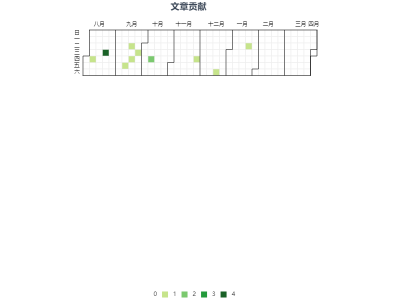 文章贡献
八月 九月 十月 十一月 十二月 一月 二月 三月 四月
日
一
二
三
四
五
六
0 1 2 3 4